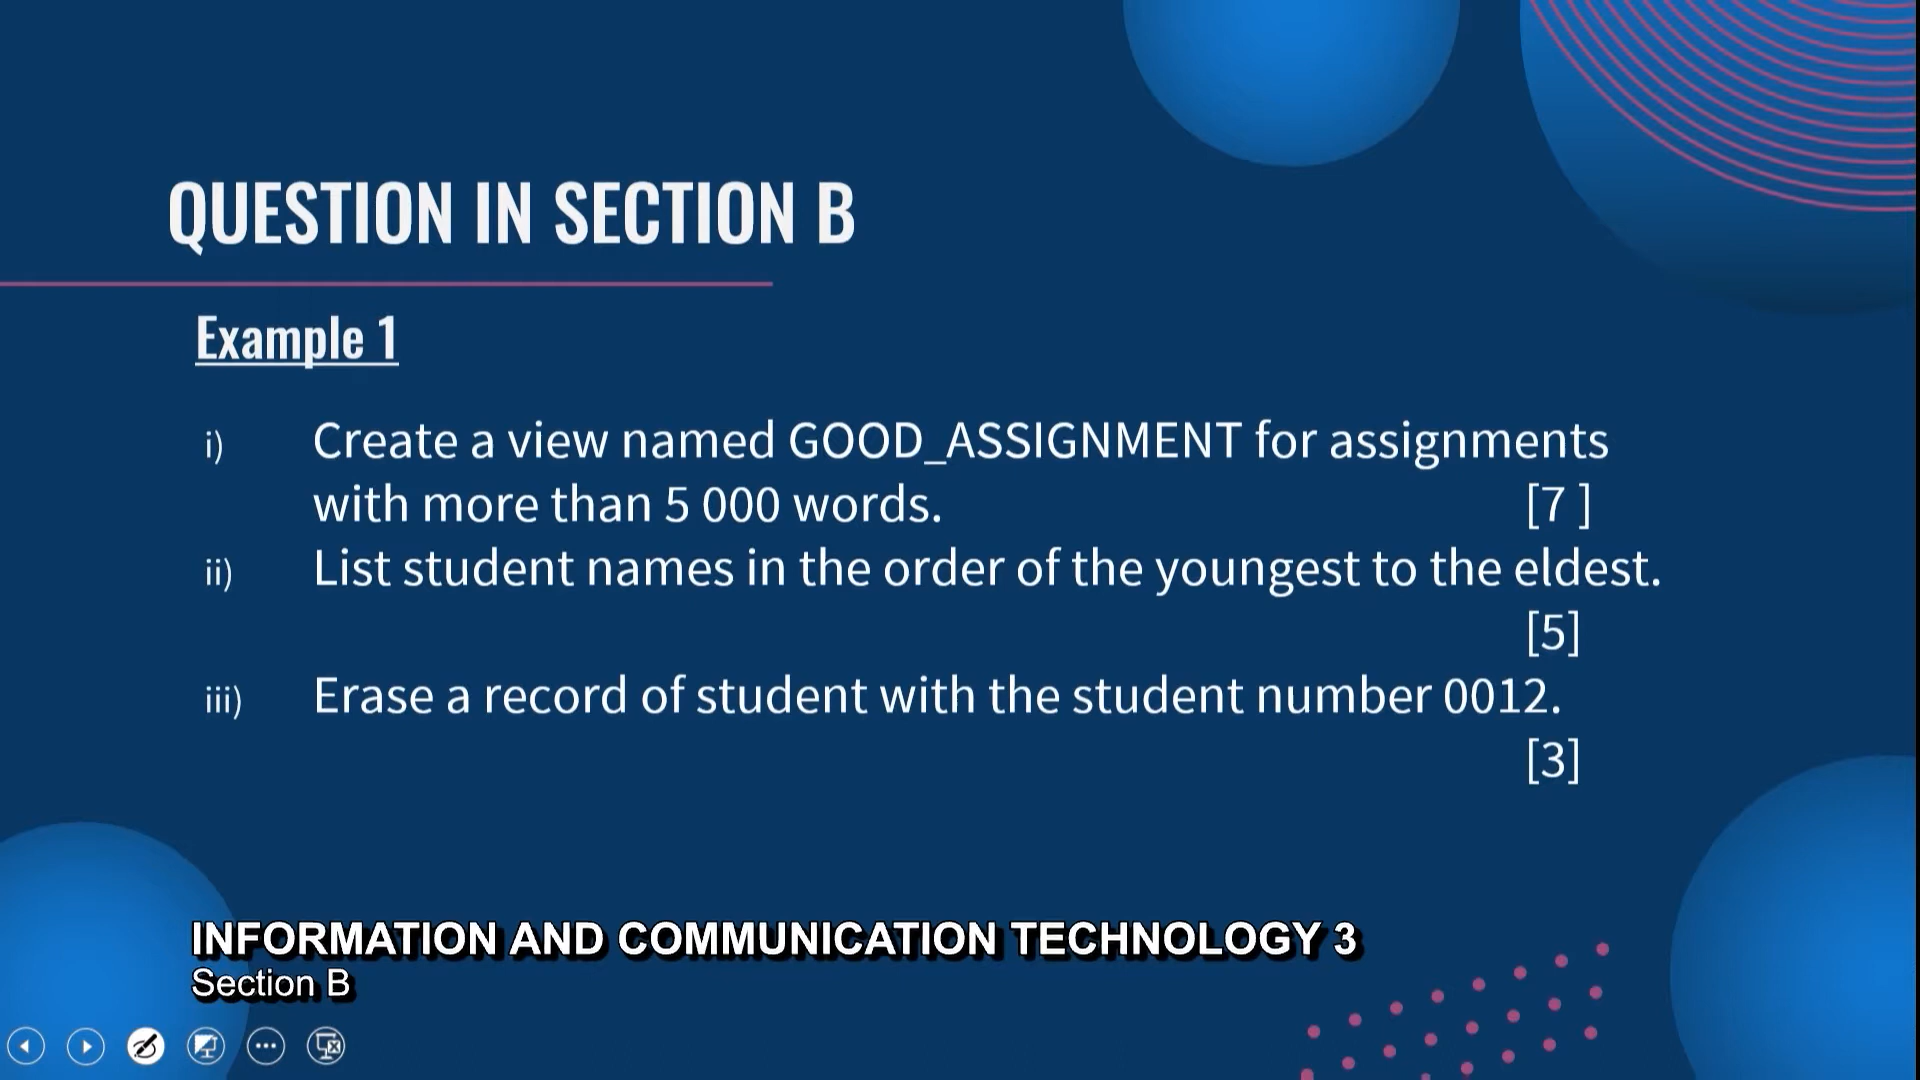 QUESTION IN SECTION B
Example 1
i) Create a view named GOOD_ASSIGNMENT for assignments
with more than 5 000 words. [7 ]
ii) List student names in the order of the youngest to the eldest.
[5]
iii) Erase a record of student with the student number 0012.
[3]
INFORMATION AND COMMUNICATION TECHNOLOGY 3
Section B